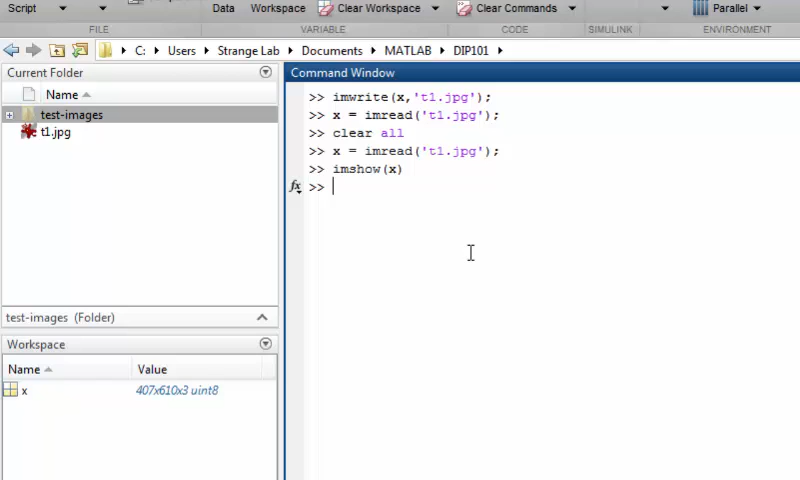 Script Data Workspace Clear Workspace Clear Commands Parallel
FILE VARIABLE CODE SIMULINK ENVIRONMENT
C: Users Strange Lab Documents MATLAB DIP101
Current Folder
Name
test-images
t1.jpg
test-images (Folder)
Workspace
Name Value
x 407x610x3 uint8
Command Window
>> imwrite(x,'t1.jpg');
>> x = imread('t1.jpg');
>> clear all
>> x = imread('t1.jpg');
>> imshow(x)
fx >>